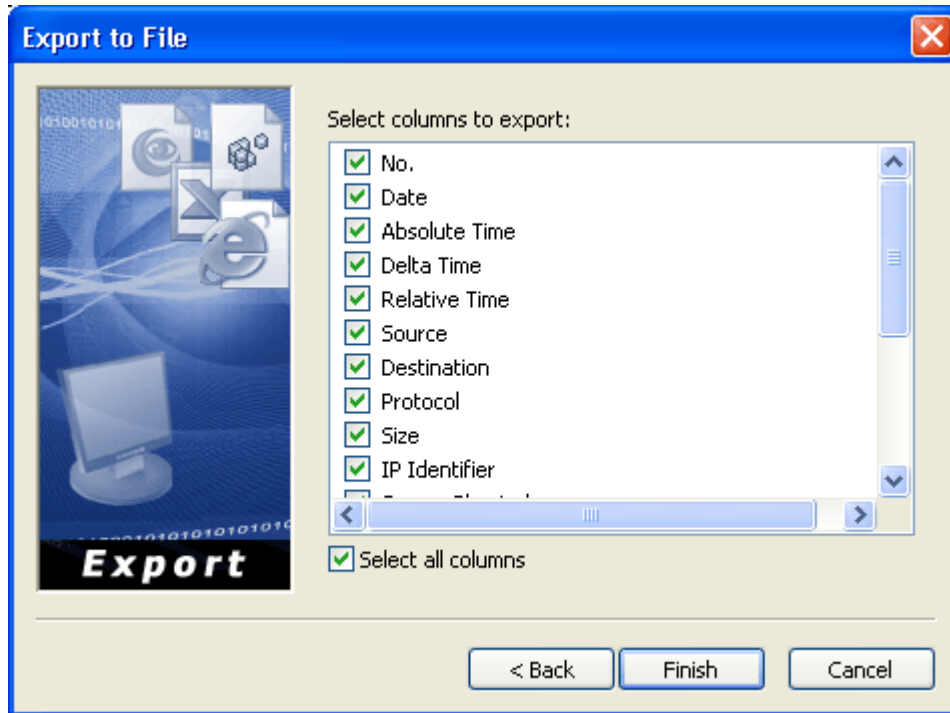 Export to File
Select columns to export:
No.
Date
Absolute Time
Delta Time
Relative Time
Source
Destination
Protocol
Size
IP Identifier
Select all columns
Export
< Back
Finish
Cancel